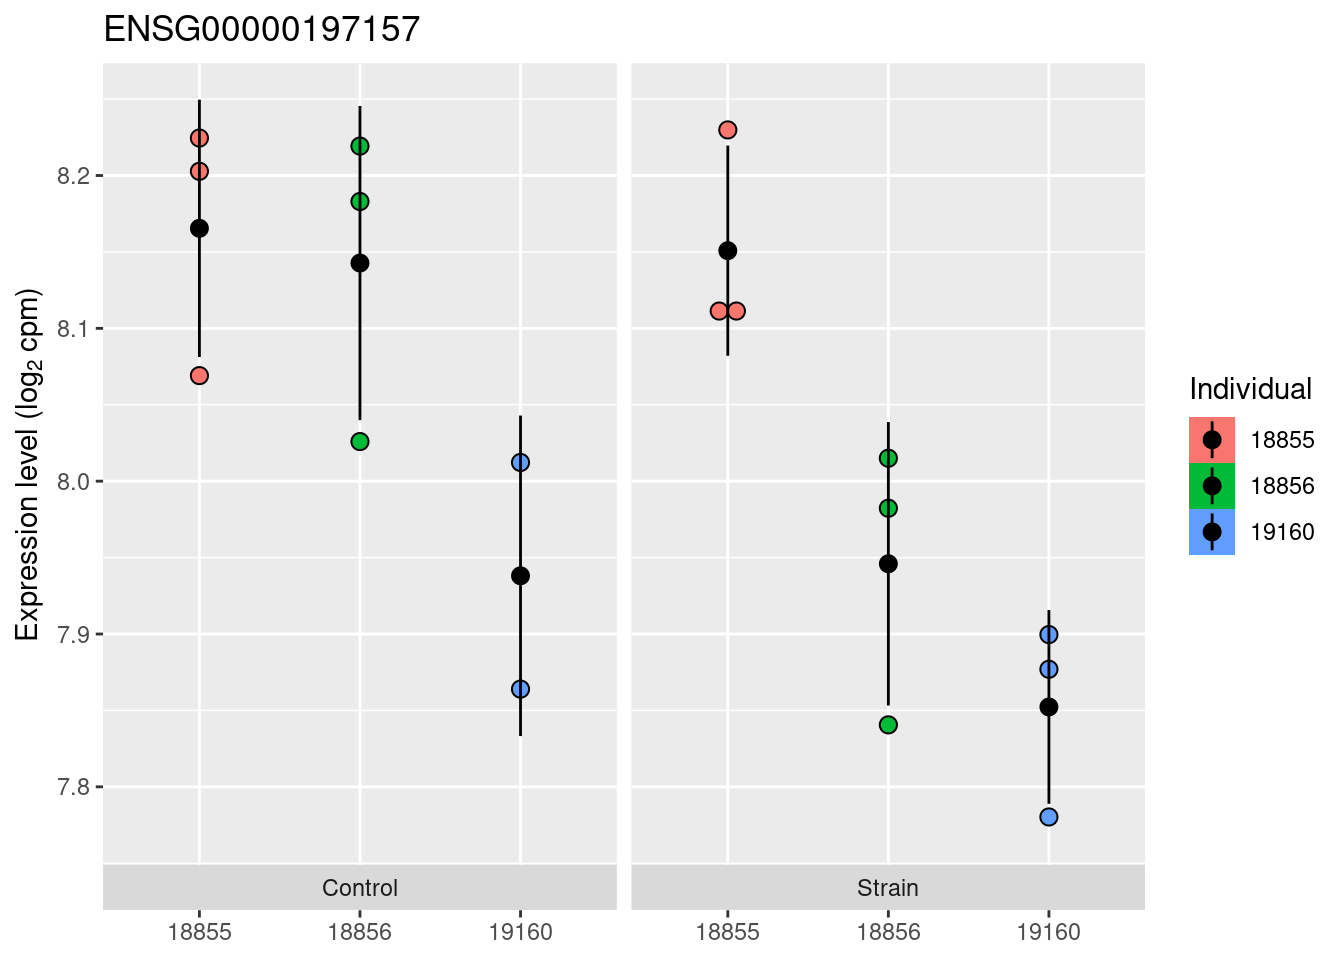 ENSG00000197157
Expression level (log₂ cpm)
8.2
8.1
8.0
7.9
7.8
Control
Strain
18855
18856
19160
18855
18856
19160
Individual
18855
18856
19160